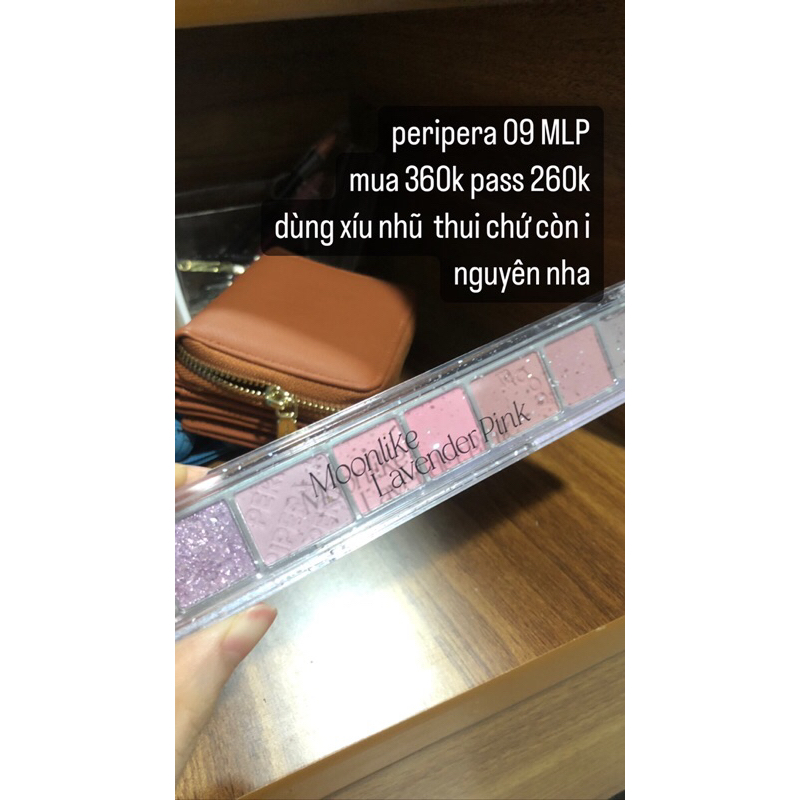 peripera 09 MLP
mua 360k pass 260k
dùng xíu nhũ thui chứ còn i
nguyên nha
Moonlike
Lavender Pink